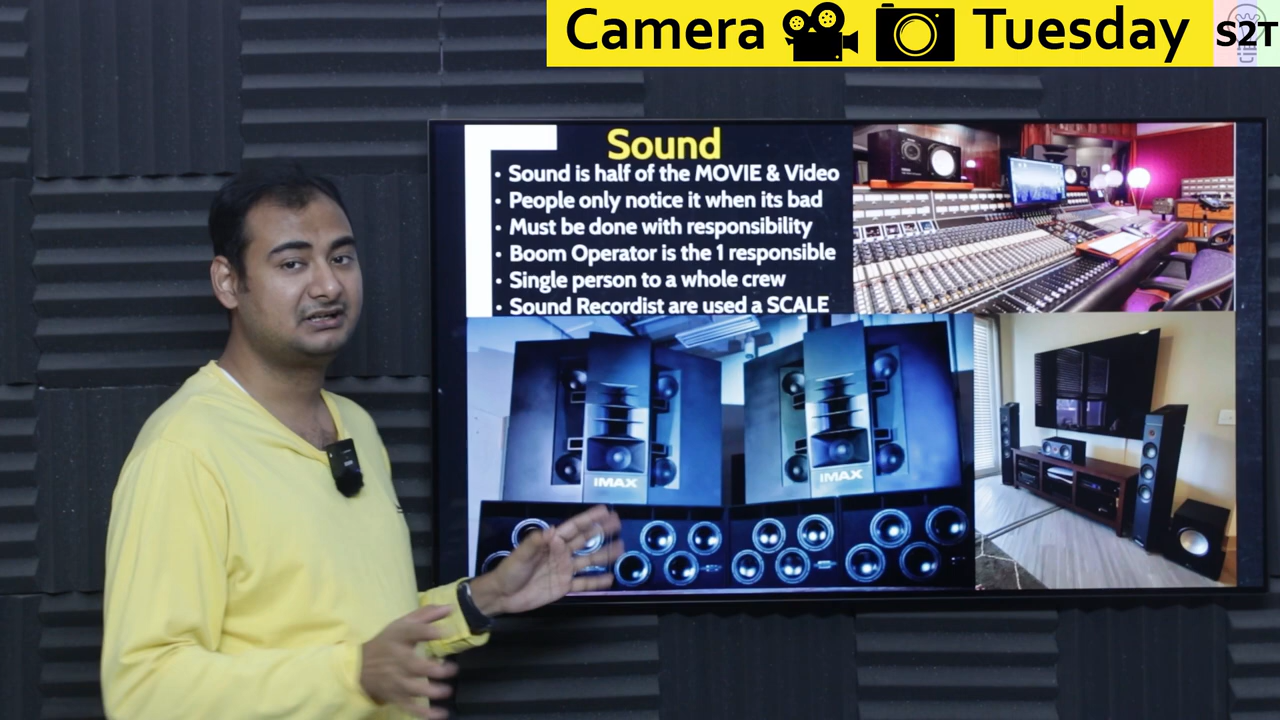 Camera Tuesday S2T
Sound
• Sound is half of the MOVIE & Video
• People only notice it when its bad
• Must be done with responsibility
• Boom Operator is the 1 responsible
• Single person to a whole crew
• Sound Recordist are used a SCALE
IMAX
IMAX